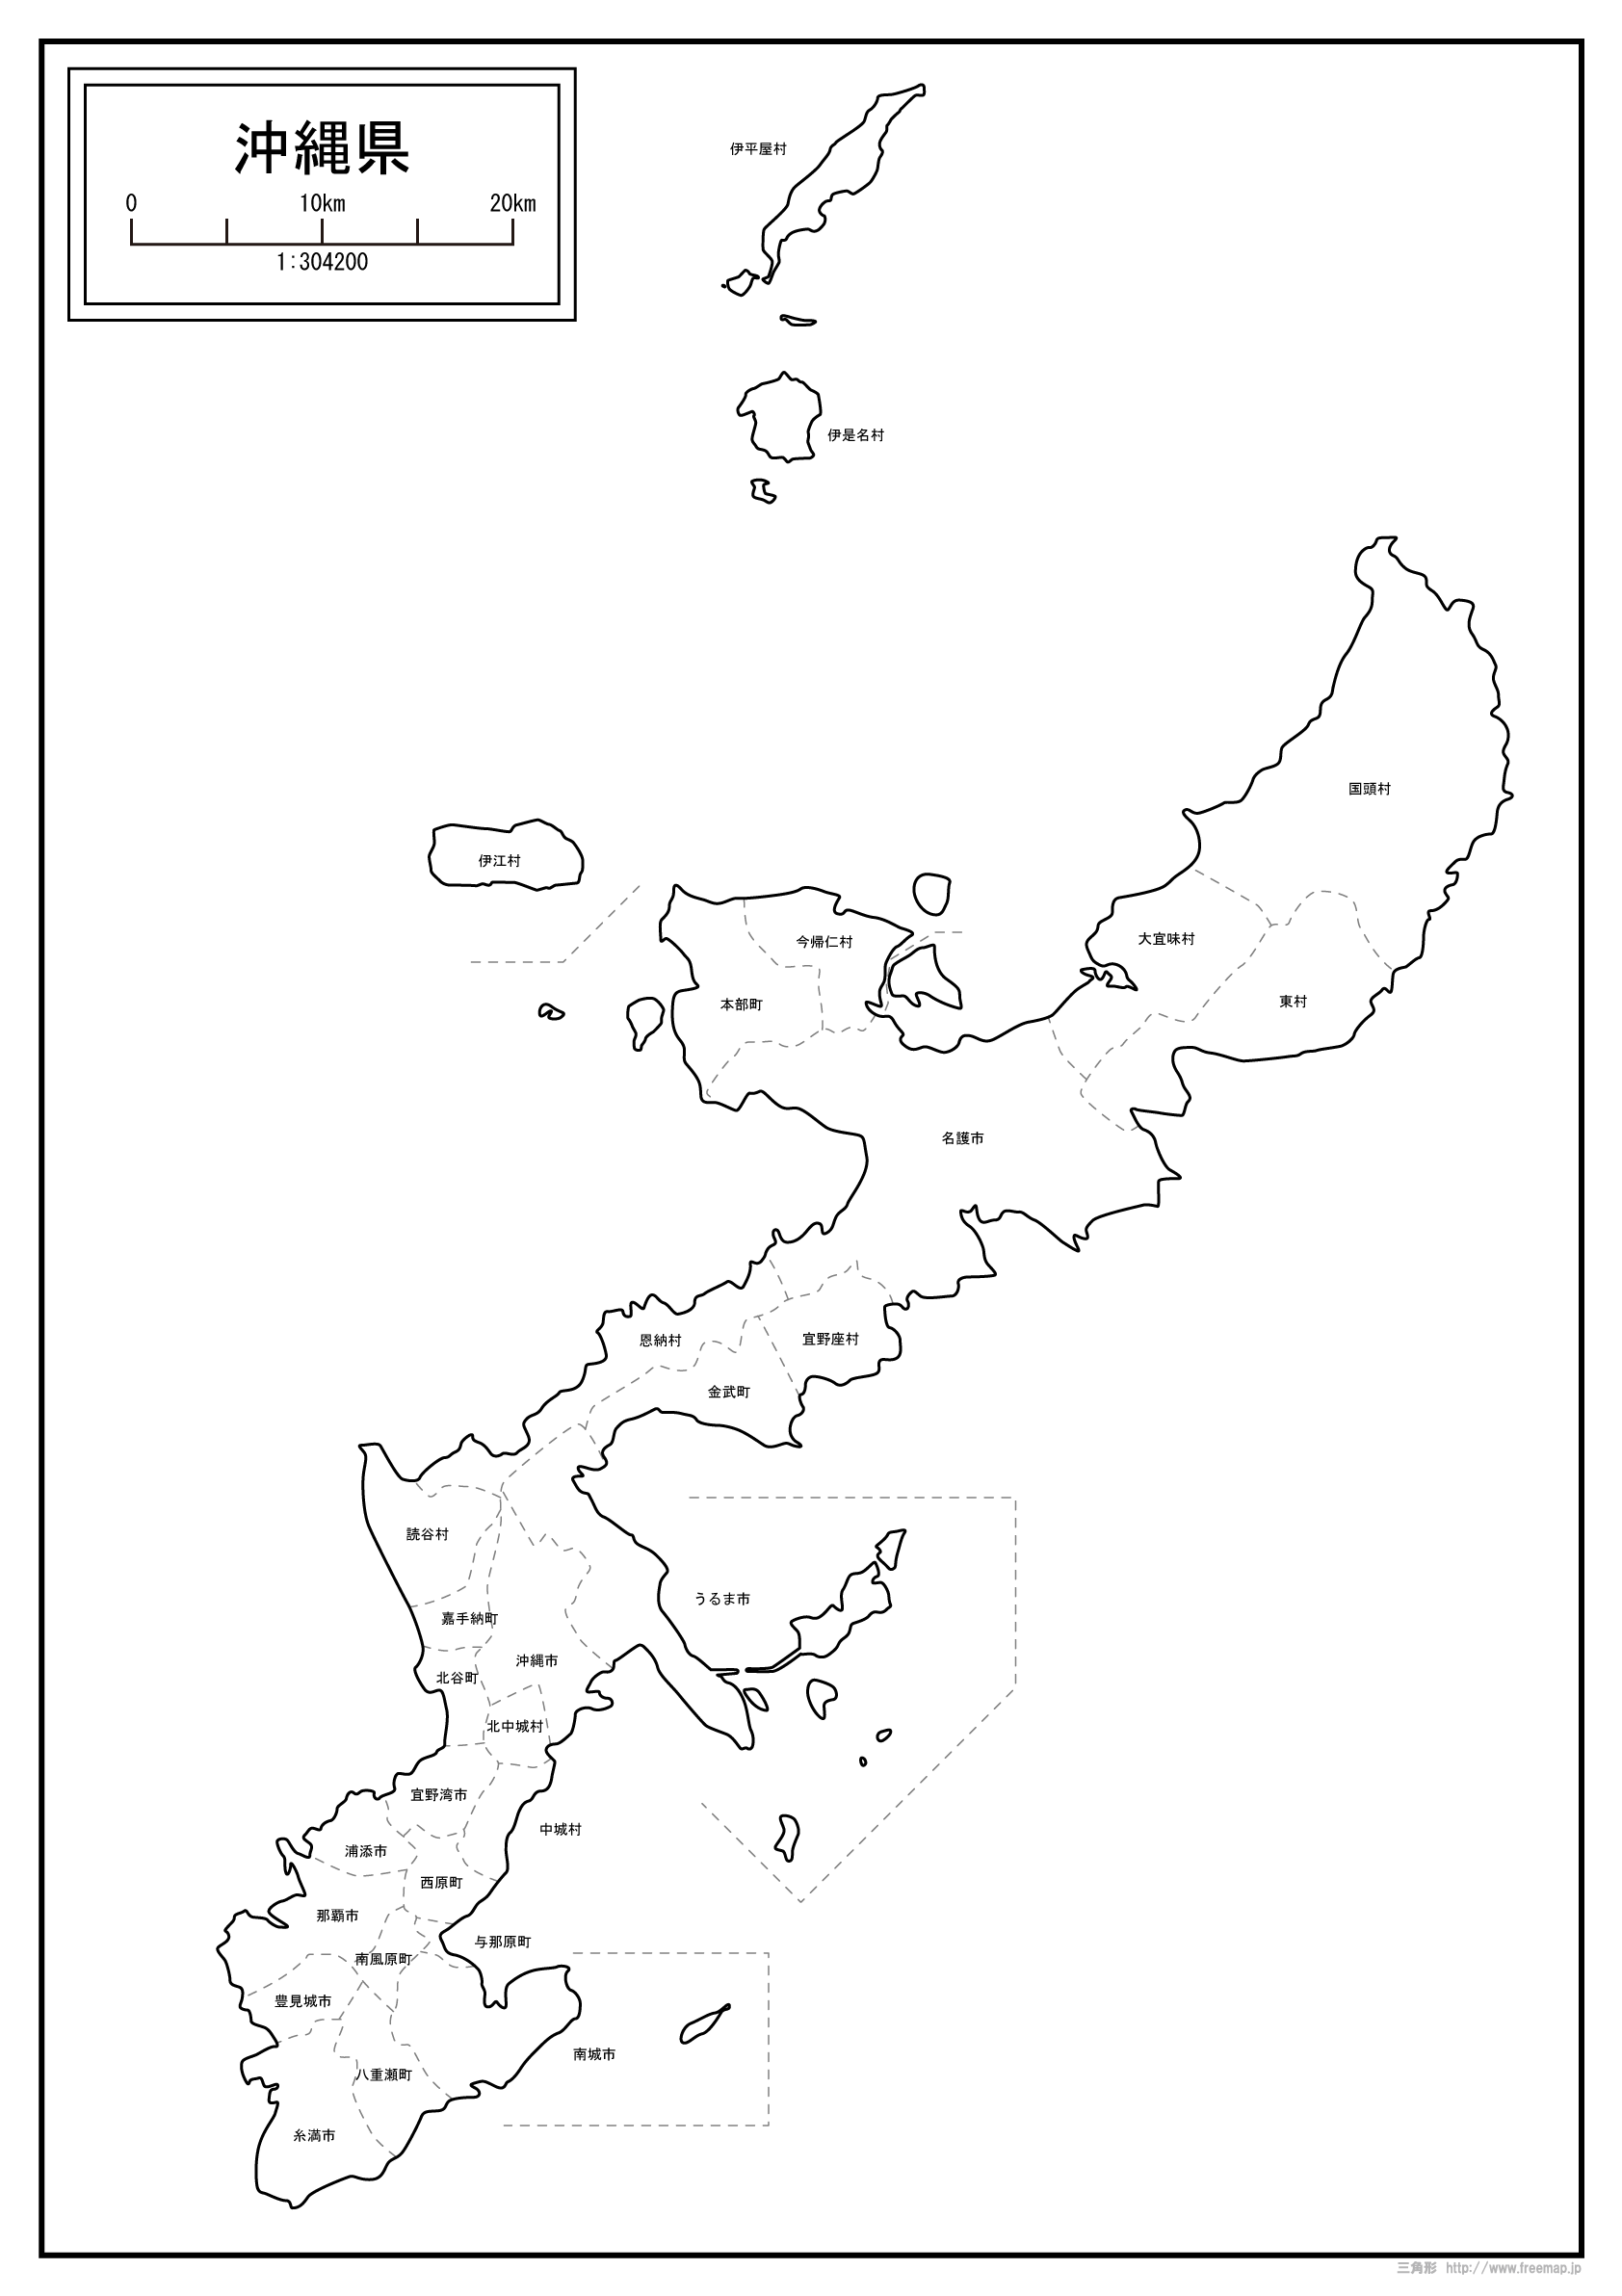 沖縄県
0 10km 20km
1:304200
伊平屋村
伊是名村
国頭村
伊江村
大宜味村
今帰仁村
東村
本部町
名護市
宜野座村
恩納村
金武町
読谷村
うるま市
嘉手納町
沖縄市
北谷町
北中城村
宜野湾市
中城村
浦添市
西原町
那覇市
与那原町
南風原町
豊見城市
南城市
八重瀬町
糸満市
三角形 http://www.freemap.jp